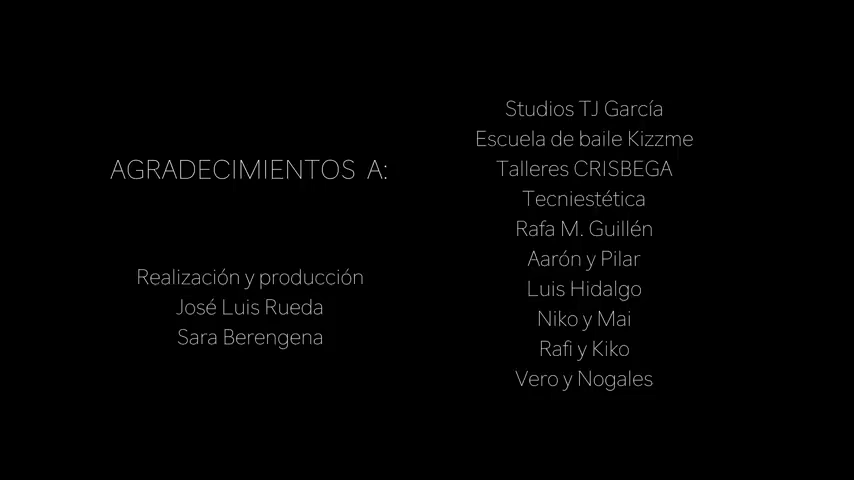 AGRADECIMIENTOS A:
Realización y producción
José Luis Rueda
Sara Berengena
Studios TJ García
Escuela de baile Kizzme
Talleres CRISBEGA
Tecniestética
Rafa M. Guillén
Aarón y Pilar
Luis Hidalgo
Niko y Mai
Rafi y Kiko
Vero y Nogales